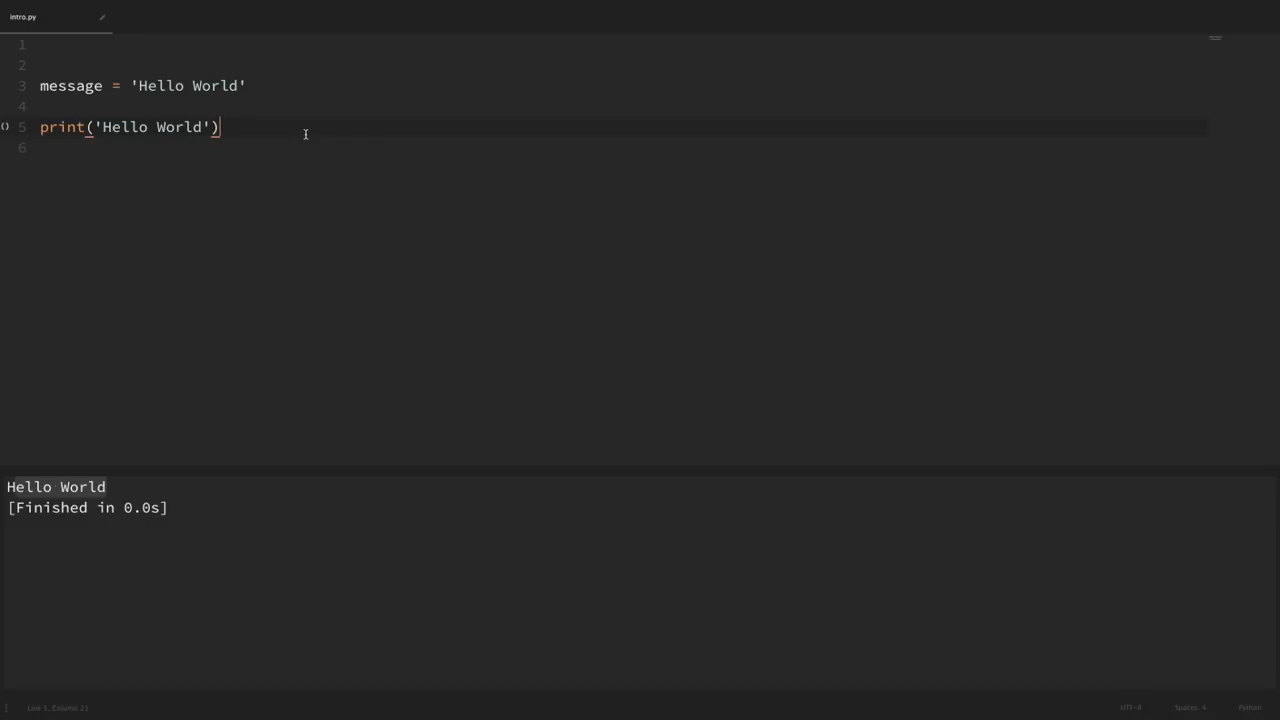 intro.py
1
2
3 message = 'Hello World'
4
() 5 print('Hello World')
6
Hello World
[Finished in 0.0s]
Line 5, Column 21 UTF-8 Spaces: 4 Python